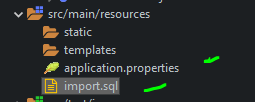 src/main/resources
static
templates
application.properties
import.sql